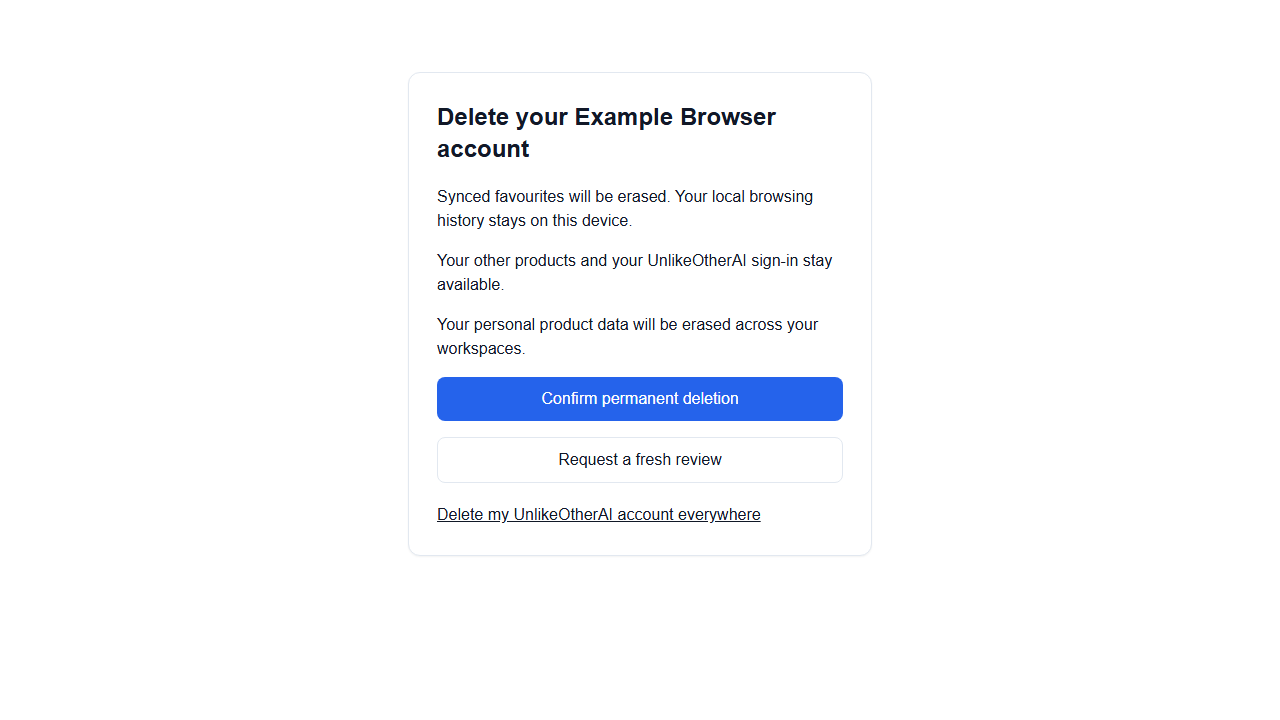 Delete your Example Browser
account
Synced favourites will be erased. Your local browsing
history stays on this device.
Your other products and your UnlikeOtherAI sign-in stay
available.
Your personal product data will be erased across your
workspaces.
Confirm permanent deletion
Request a fresh review
Delete my UnlikeOtherAI account everywhere